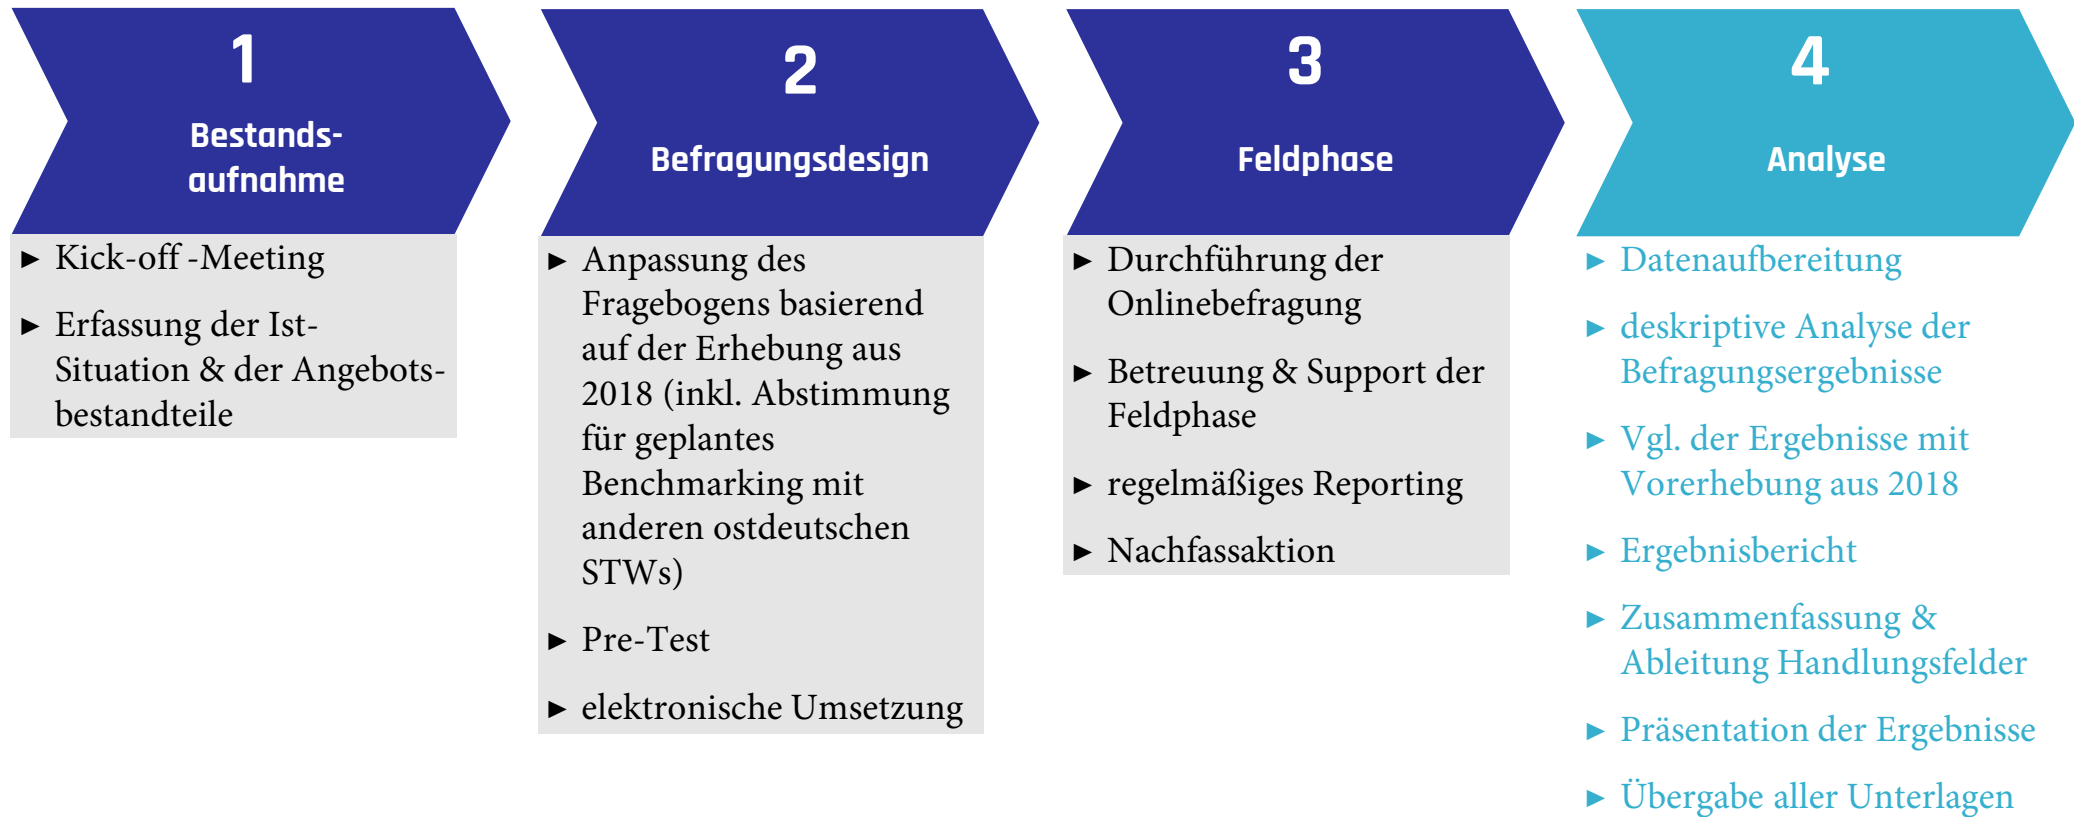 1
Bestands-
aufnahme
► Kick-off -Meeting
► Erfassung der Ist-
Situation & der Angebots-
bestandteile
2
Befragungsdesign
► Anpassung des
Fragebogens basierend
auf der Erhebung aus
2018 (inkl. Abstimmung
für geplantes
Benchmarking mit
anderen ostdeutschen
STWs)
► Pre-Test
► elektronische Umsetzung
3
Feldphase
► Durchführung der
Onlinebefragung
► Betreuung & Support der
Feldphase
► regelmäßiges Reporting
► Nachfassaktion
4
Analyse
► Datenaufbereitung
► deskriptive Analyse der
Befragungsergebnisse
► Vgl. der Ergebnisse mit
Vorerhebung aus 2018
► Ergebnisbericht
► Zusammenfassung &
Ableitung Handlungsfelder
► Präsentation der Ergebnisse
► Übergabe aller Unterlagen